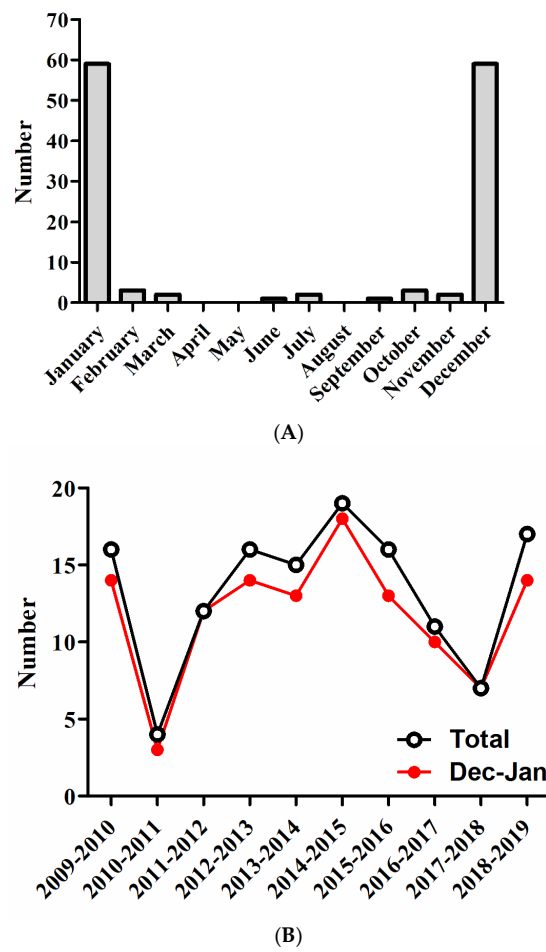 70
60
50
40
30
20
10
0
Number
January
February
March
April
May
June
July
August
September
October
November
December
(A)
20
15
10
5
0
Number
Total
Dec-Jan
2009-2010
2010-2011
2011-2012
2012-2013
2013-2014
2014-2015
2015-2016
2016-2017
2017-2018
2018-2019
(B)